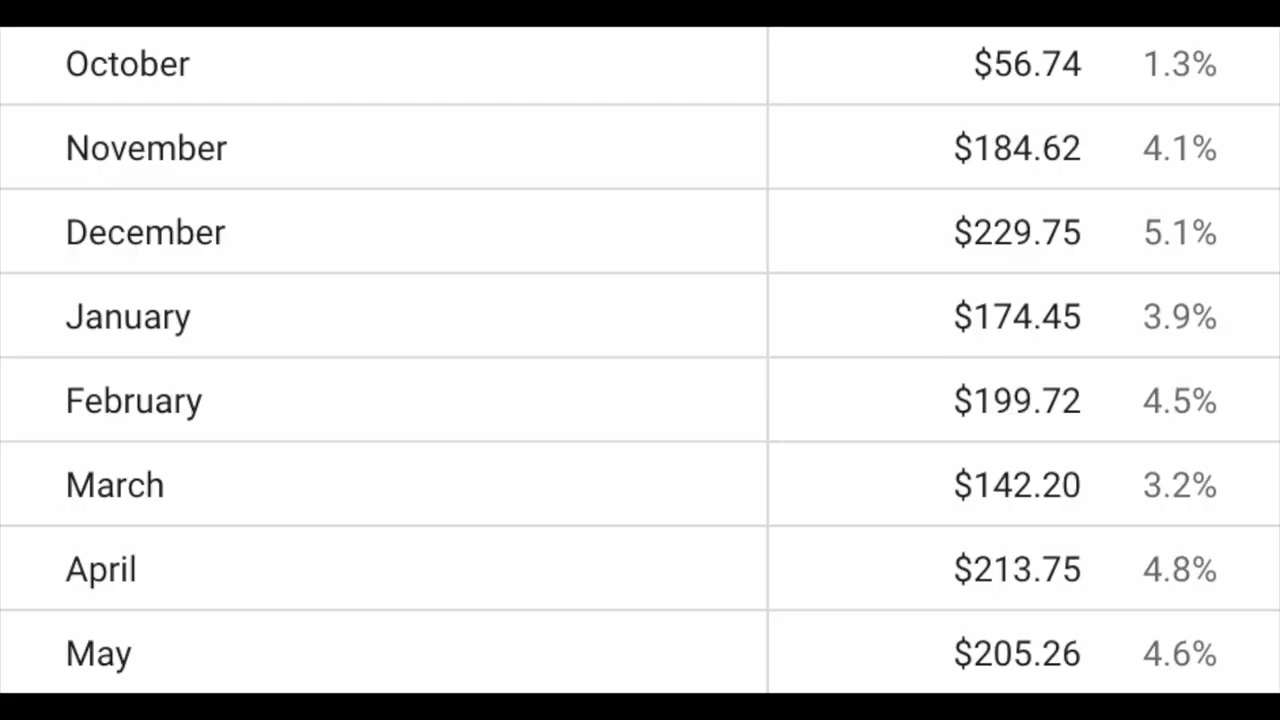 October $56.74 1.3%
November $184.62 4.1%
December $229.75 5.1%
January $174.45 3.9%
February $199.72 4.5%
March $142.20 3.2%
April $213.75 4.8%
May $205.26 4.6%